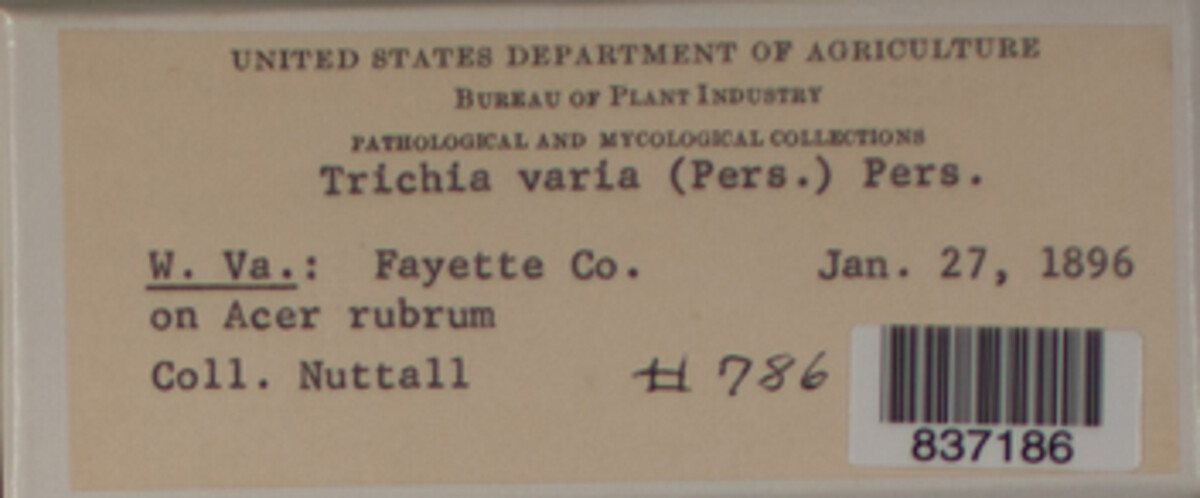 UNITED STATES DEPARTMENT OF AGRICULTURE
BUREAU OF PLANT INDUSTRY
PATHOLOGICAL AND MYCOLOGICAL COLLECTIONS
Trichia varia (Pers.) Pers.
W. Va.: Fayette Co. Jan. 27, 1896
on Acer rubrum
Coll. Nuttall # 786
837186